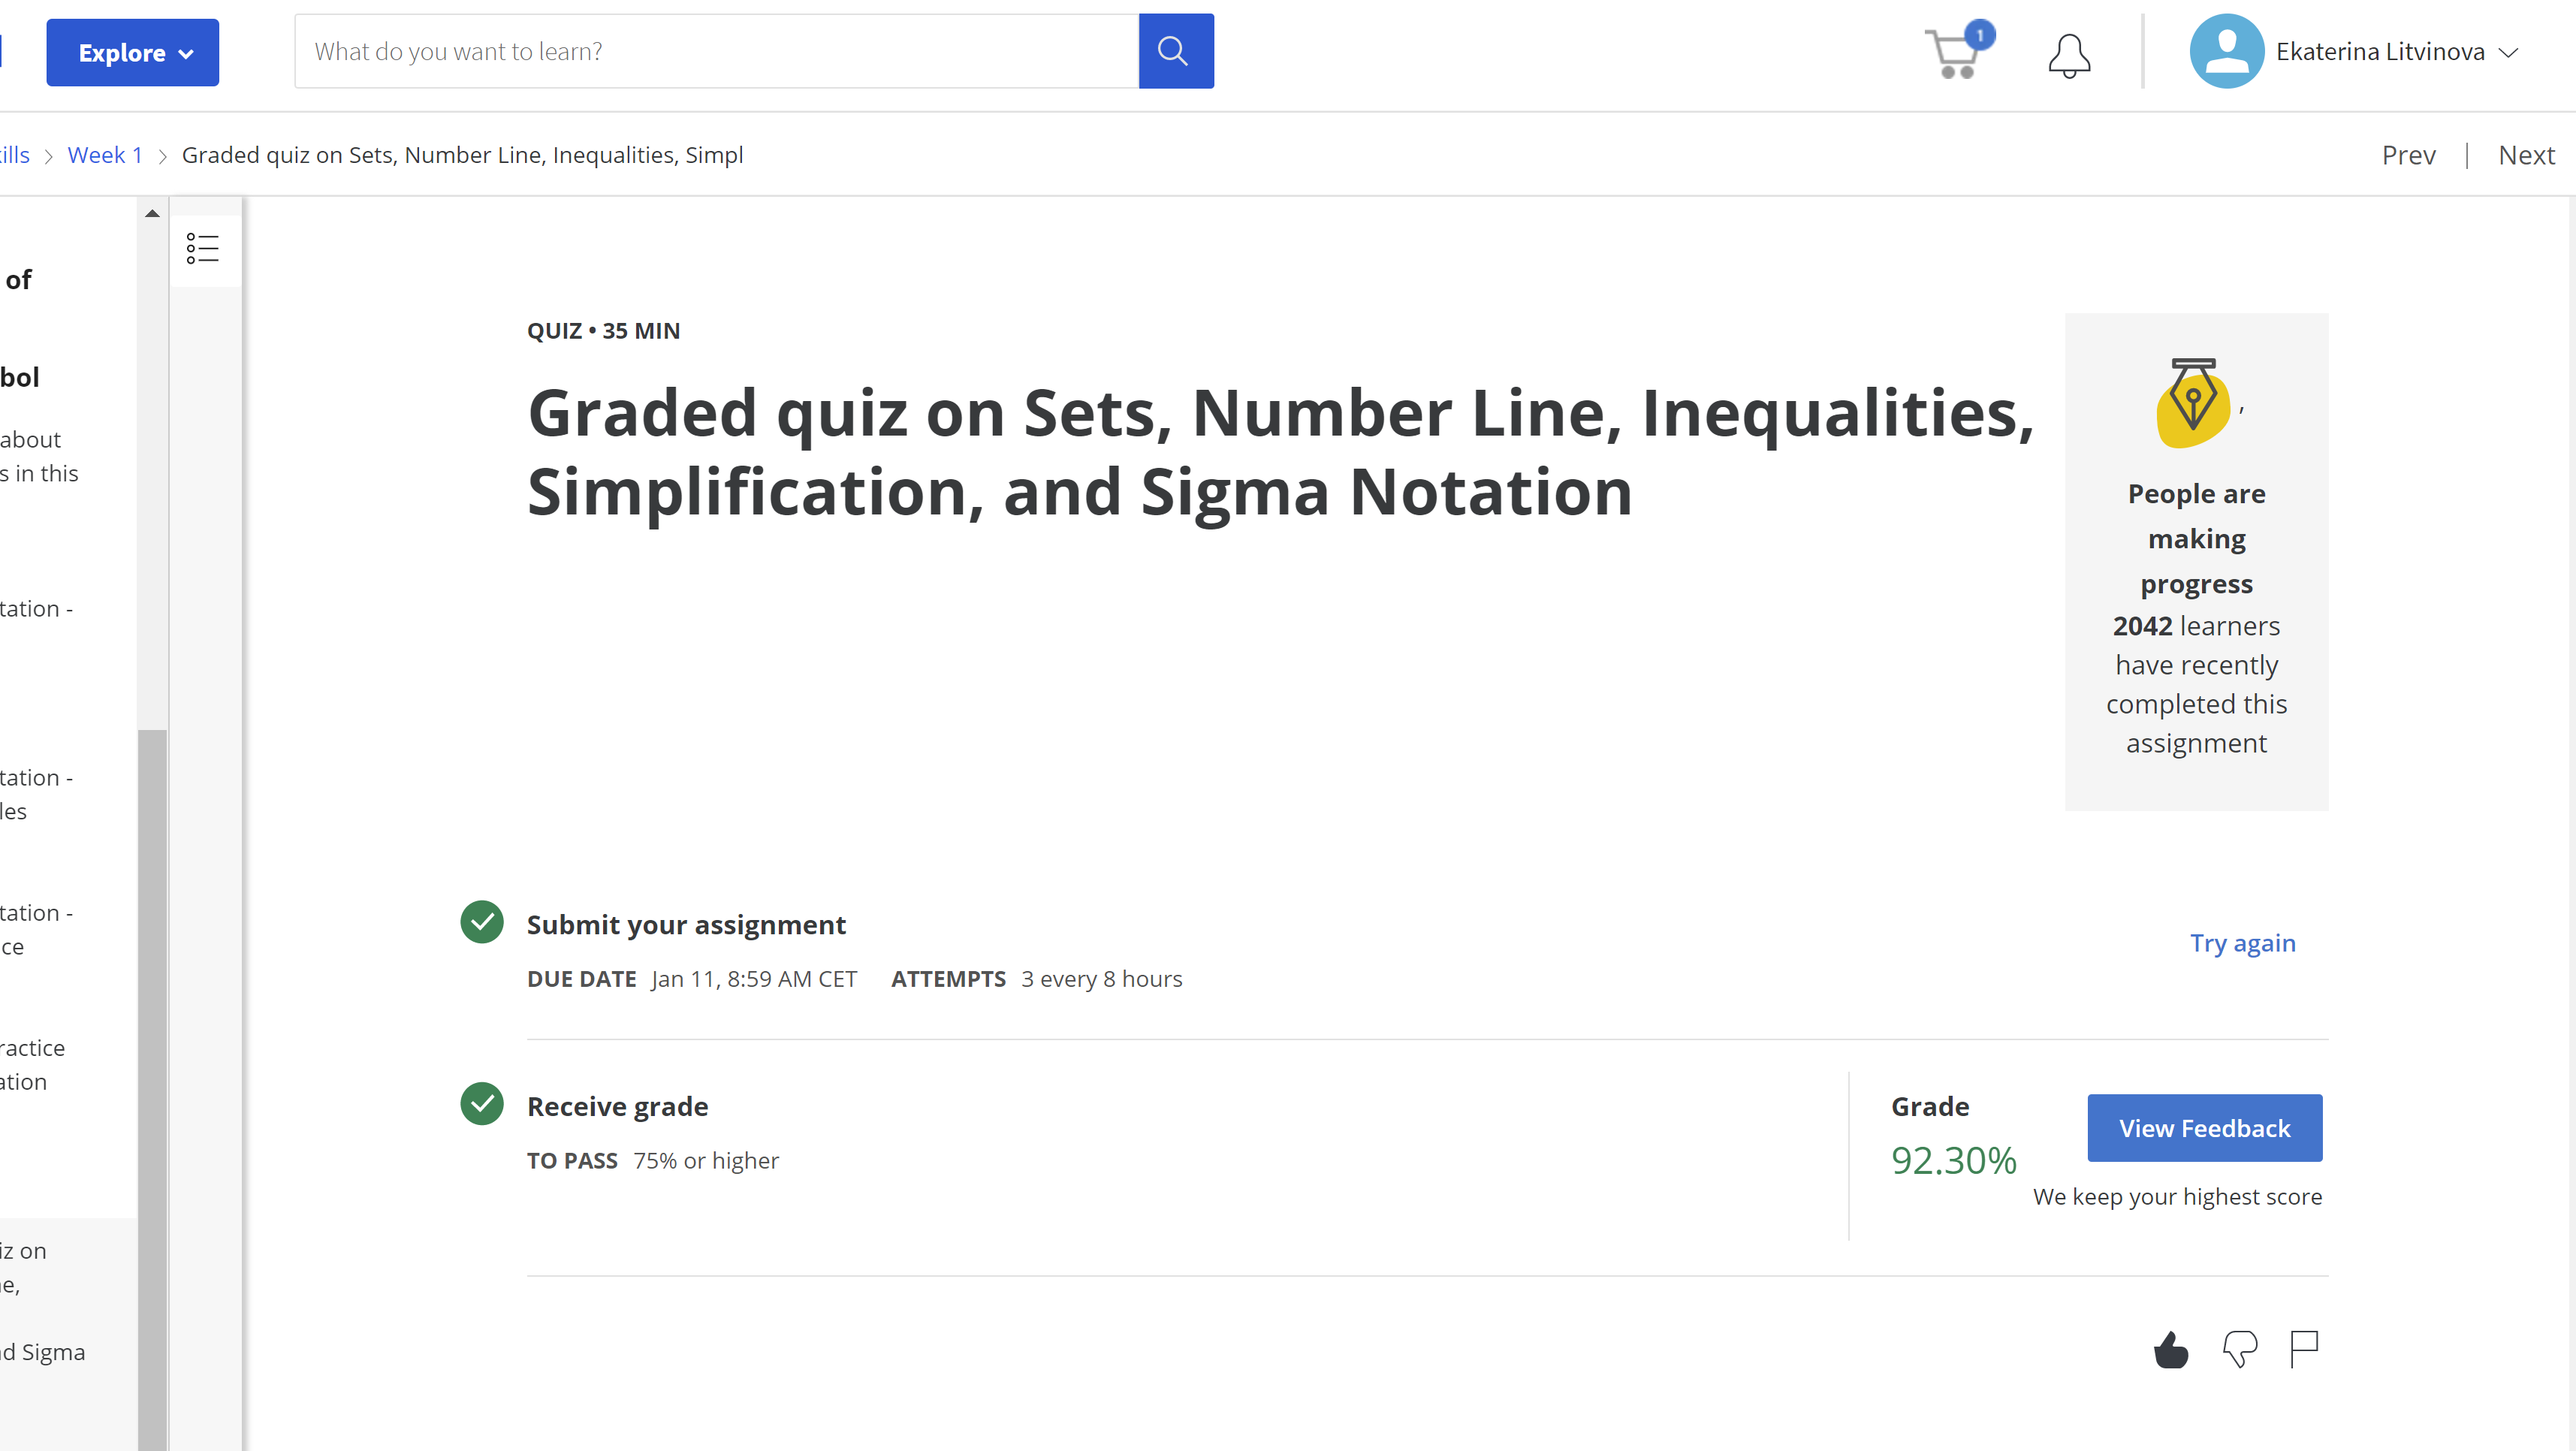 Explore
What do you want to learn?
1
Ekaterina Litvinova
ills > Week 1 > Graded quiz on Sets, Number Line, Inequalities, Simpl
Prev | Next
of
bol
about
s in this
tation -
tation -
les
tation -
ce
ractice
ation
iz on
e,
d Sigma
QUIZ • 35 MIN
Graded quiz on Sets, Number Line, Inequalities,
Simplification, and Sigma Notation
,
People are
making
progress
2042 learners
have recently
completed this
assignment
Submit your assignment
DUE DATE Jan 11, 8:59 AM CET ATTEMPTS 3 every 8 hours
Try again
Receive grade
TO PASS 75% or higher
Grade
92.30%
View Feedback
We keep your highest score